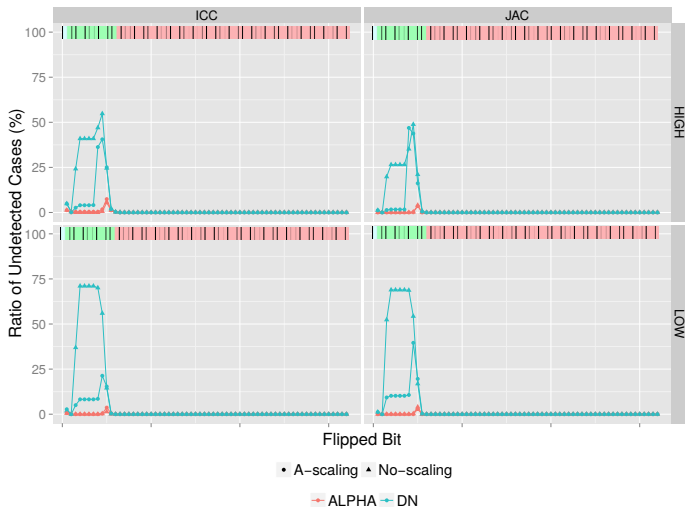 ICC JAC
100
75
50
25
0
HIGH
100
75
50
25
0
LOW
Ratio of Undetected Cases (%)
Flipped Bit
A−scaling No−scaling
ALPHA DN